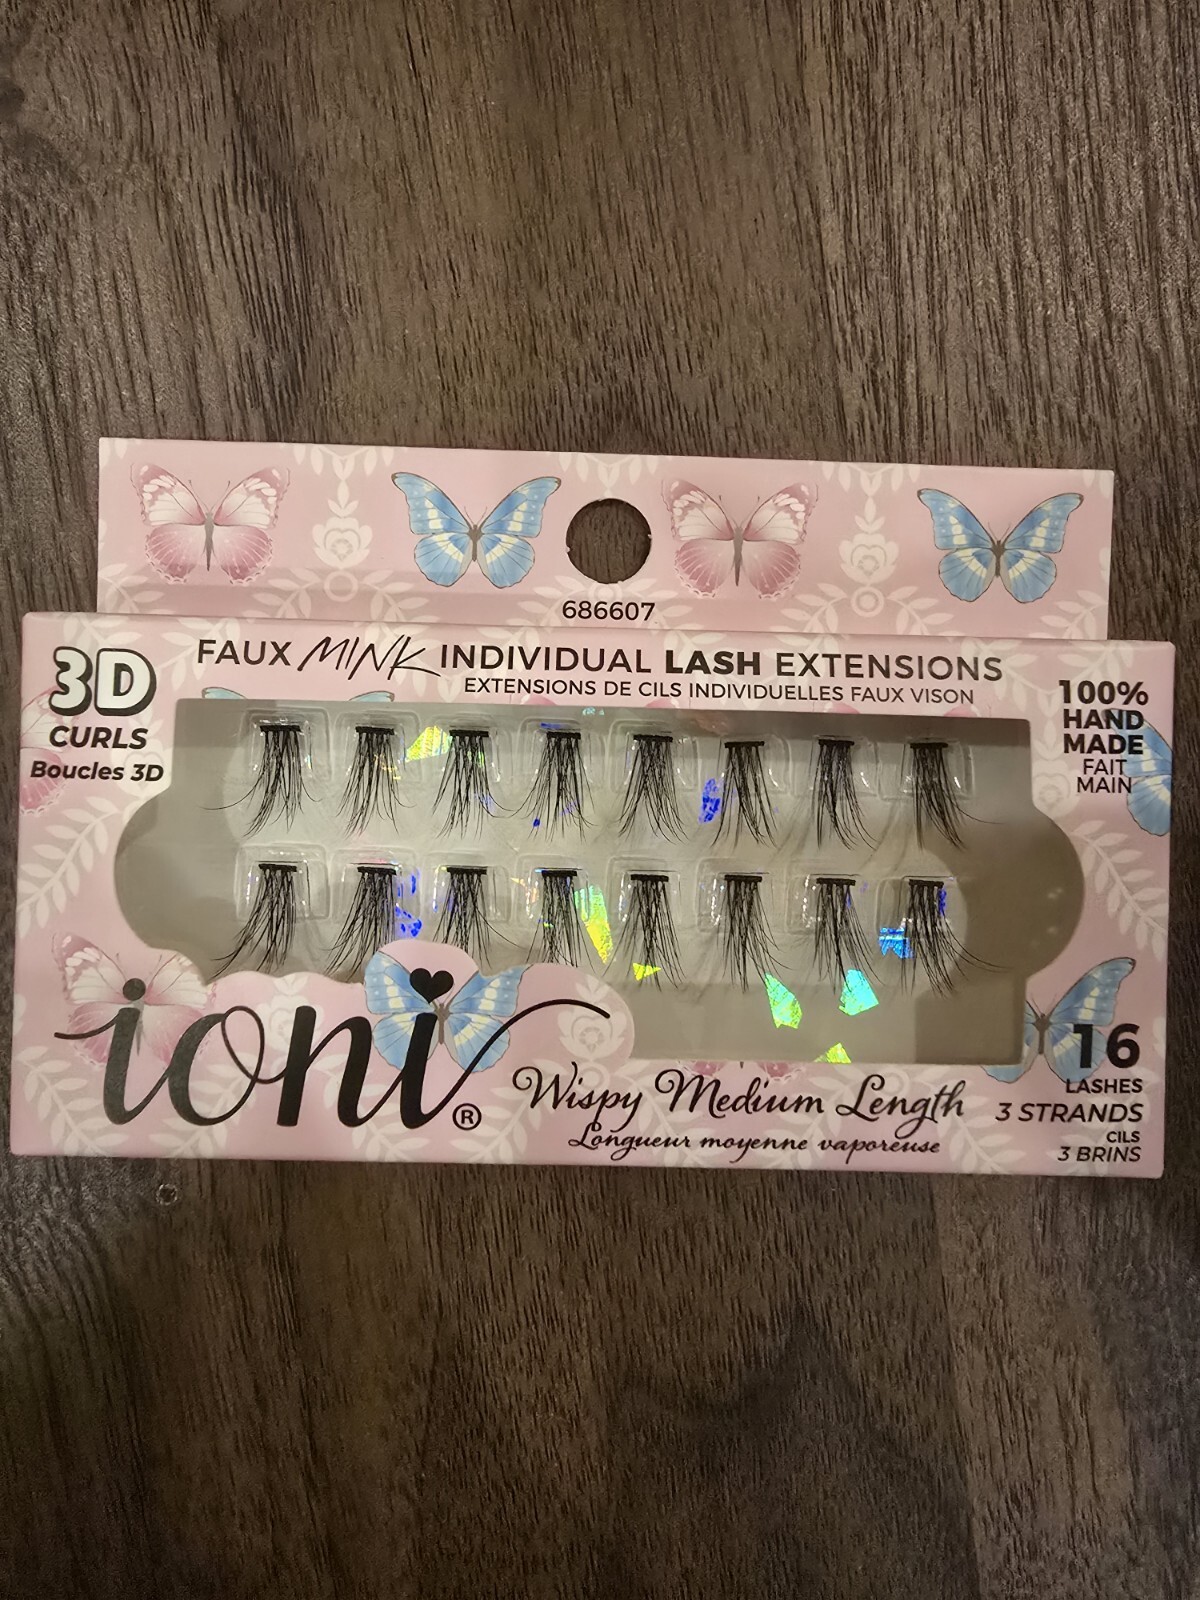 686607
FAUX MINK INDIVIDUAL LASH EXTENSIONS
EXTENSIONS DE CILS INDIVIDUELLES FAUX VISON
3D
CURLS
Boucles 3D
100%
HAND
MADE
FAIT
MAIN
ioni®
Wispy Medium Length
Longueur moyenne vaporeuse
16
LASHES
3 STRANDS
CILS
3 BRINS